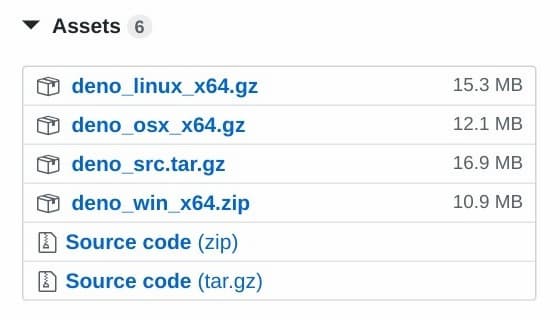 Assets 6
deno_linux_x64.gz 15.3 MB
deno_osx_x64.gz 12.1 MB
deno_src.tar.gz 16.9 MB
deno_win_x64.zip 10.9 MB
Source code (zip)
Source code (tar.gz)